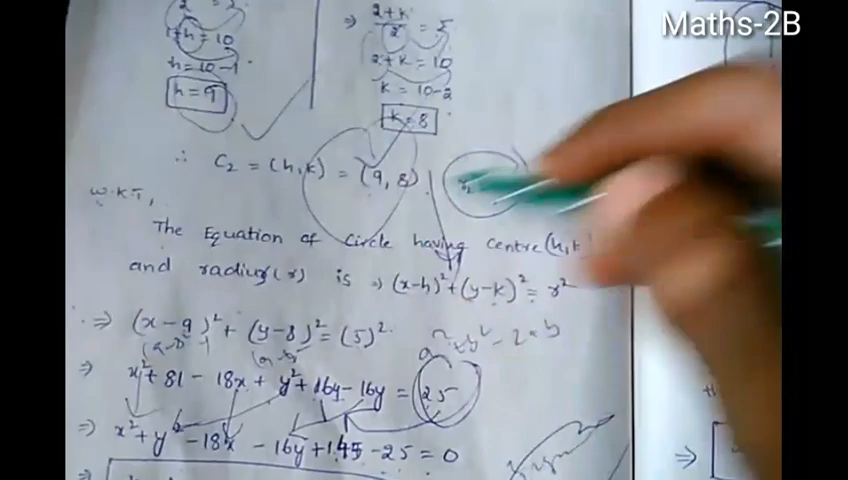 Maths-2B
1+h = 10
h = 10-1
h = 9
⇒ 2+k / 2 = 5
2+k = 10
k = 10-2
k = 8
∴ C2 = (h,k) = (9, 8).
W.K.T,
The Equation of Circle having centre (h,k)
and radius(r) is ⇒ (x-h)²+(y-k)² = r²
⇒ (x-9)² + (y-8)² = (5)²
⇒ x²+81-18x + y²+16y-16y = 25
⇒ x²+y²-18x -16y+145-25 = 0